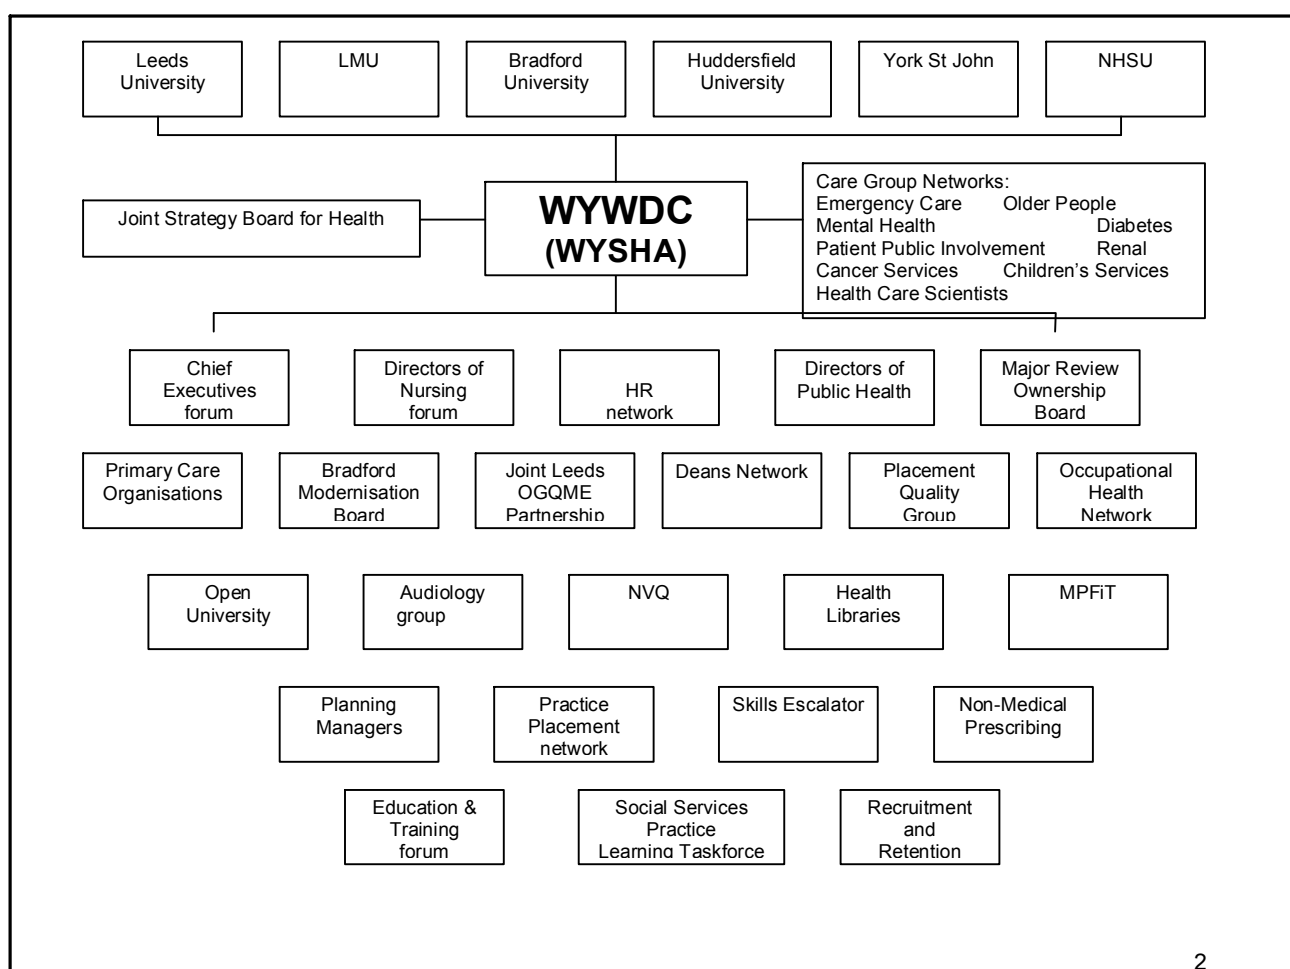 Leeds
University
LMU
Bradford
University
Huddersfield
University
York St John
NHSU
Joint Strategy Board for Health
WYWDC
(WYSHA)
Care Group Networks:
Emergency Care Older People
Mental Health Diabetes
Patient Public Involvement Renal
Cancer Services Children’s Services
Health Care Scientists
Chief
Executives
forum
Directors of
Nursing
forum
HR
network
Directors of
Public Health
Major Review
Ownership
Board
Primary Care
Organisations
Bradford
Modernisation
Board
Joint Leeds
OGQME
Partnership
Deans Network
Placement
Quality
Group
Occupational
Health
Network
Open
University
Audiology
group
NVQ
Health
Libraries
MPFiT
Planning
Managers
Practice
Placement
network
Skills Escalator
Non-Medical
Prescribing
Education &
Training
forum
Social Services
Practice
Learning Taskforce
Recruitment
and
Retention
2